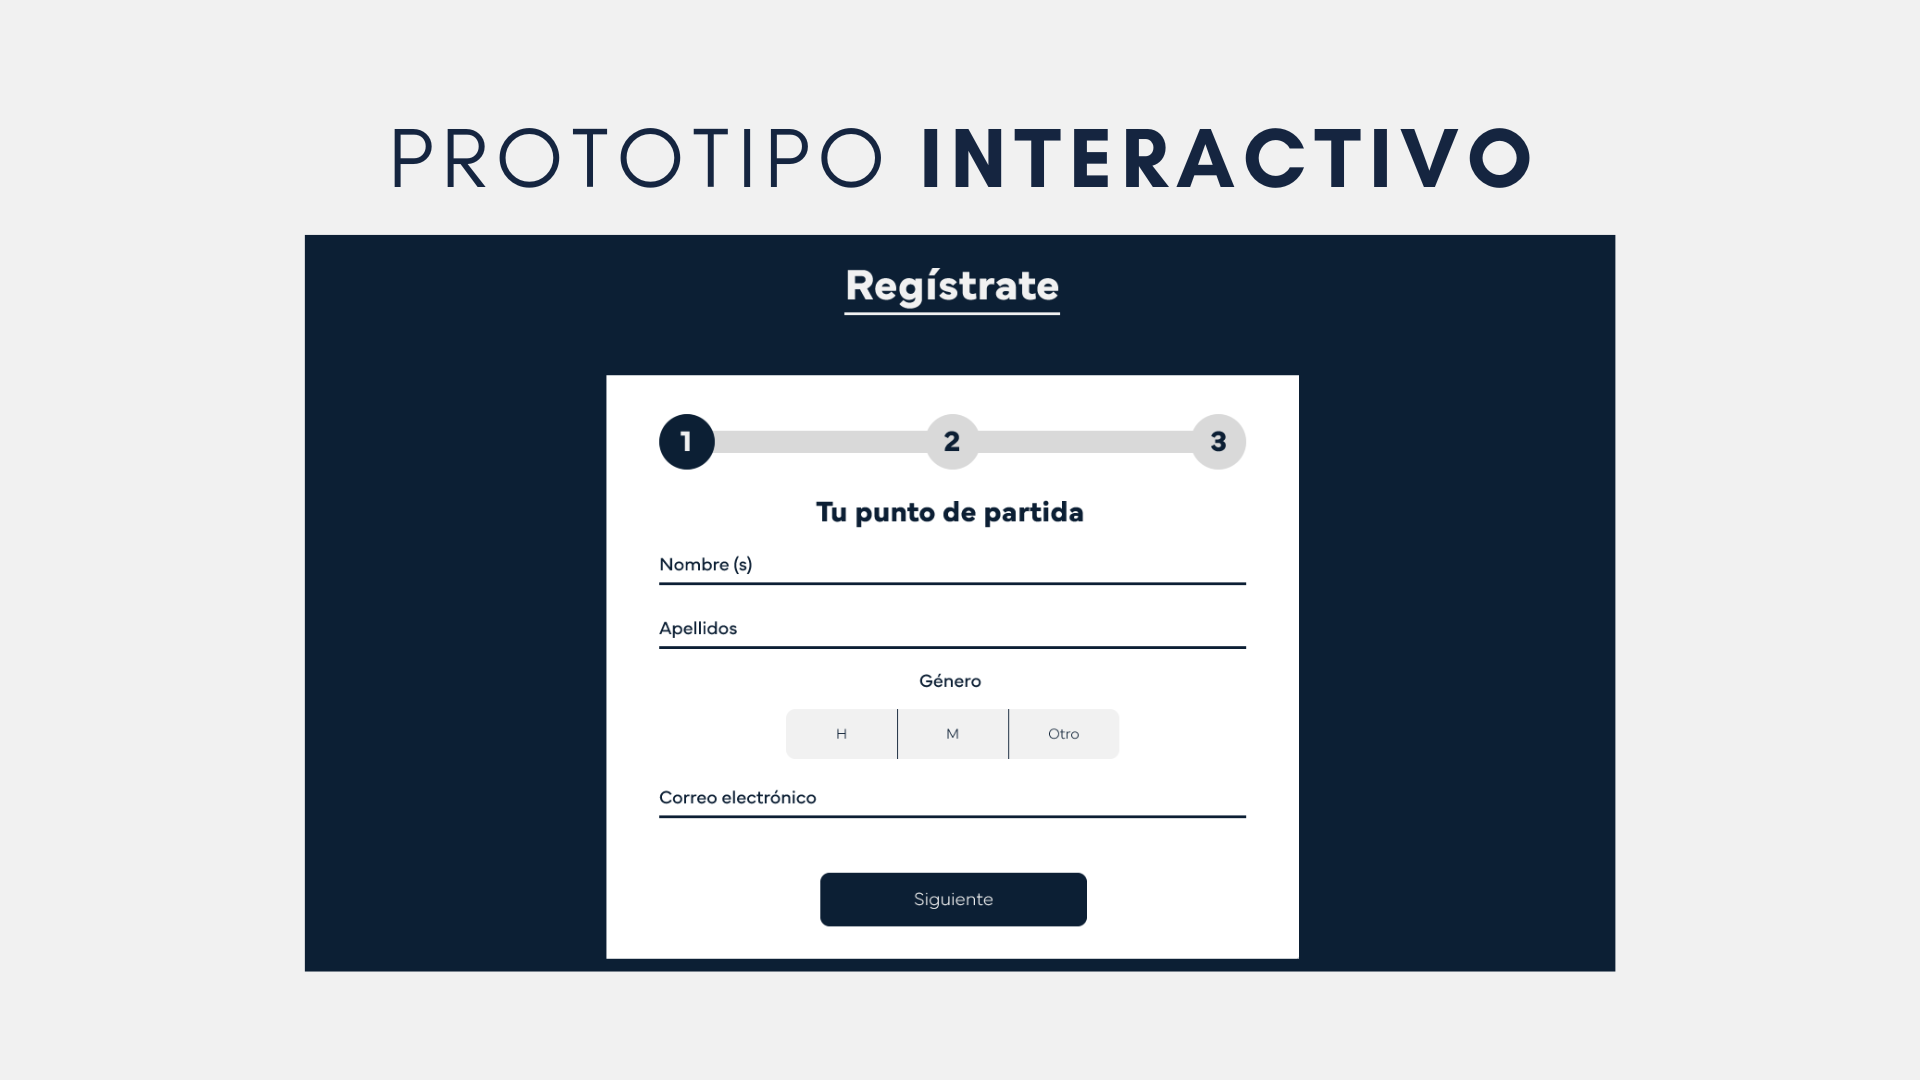 PROTOTIPO INTERACTIVO
Regístrate
1 2 3
Tu punto de partida
Nombre (s)
Apellidos
Género
H M Otro
Correo electrónico
Siguiente